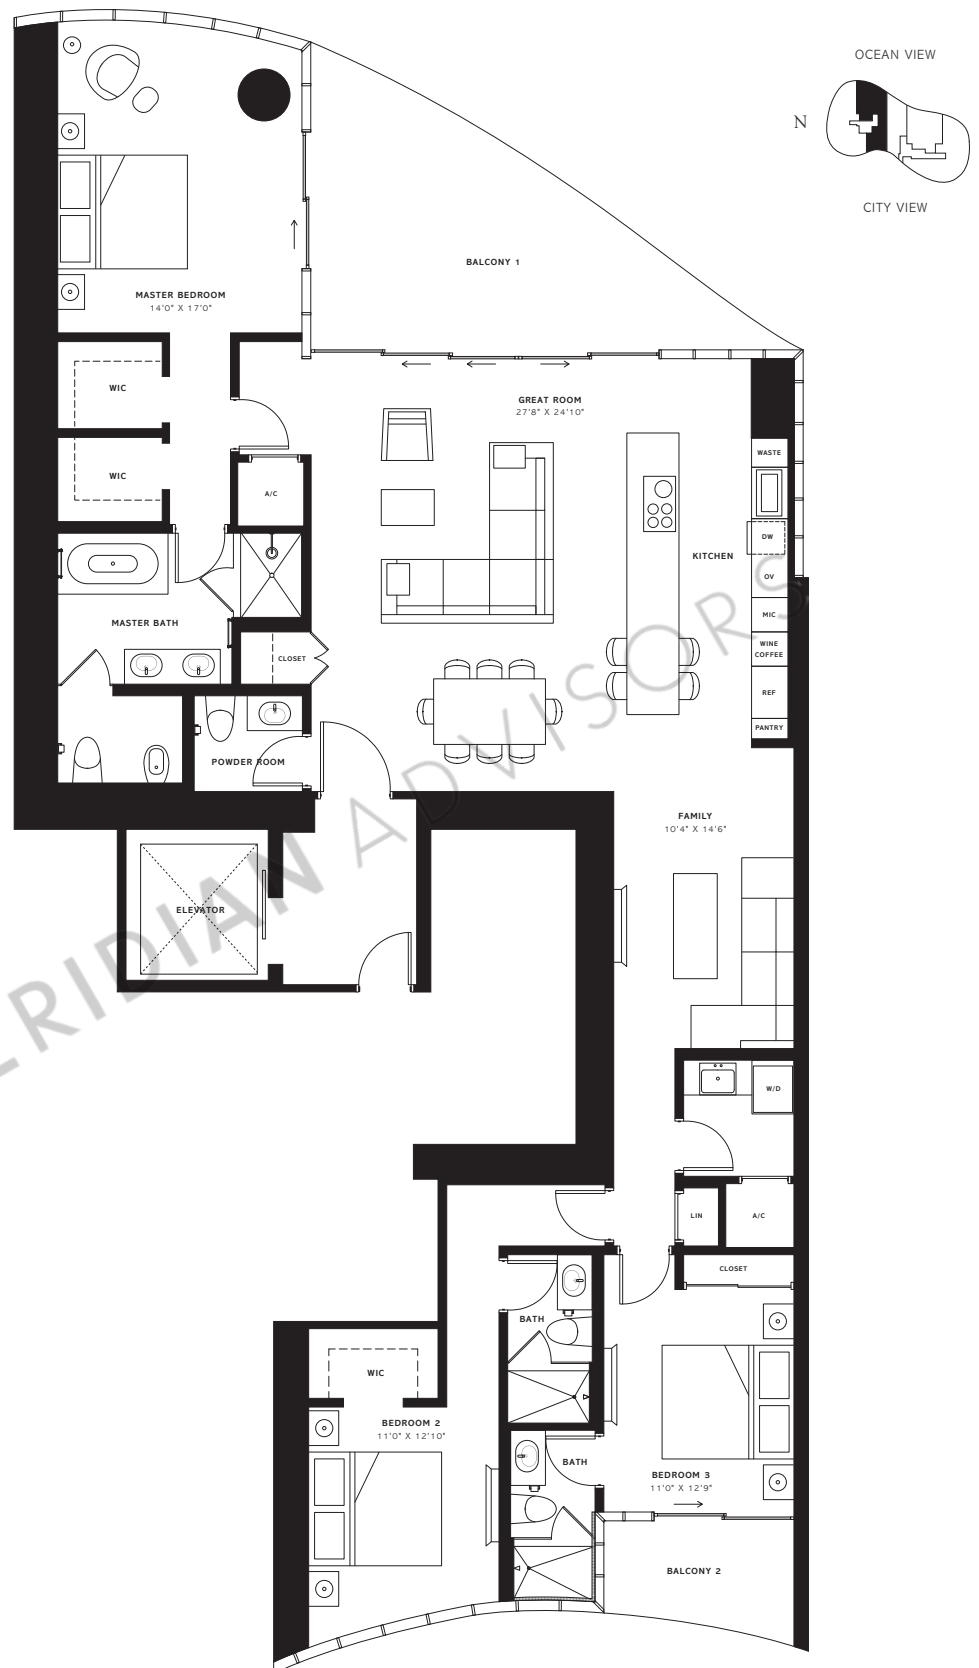 OCEAN VIEW
N
CITY VIEW
BALCONY 1
MASTER BEDROOM
14'0" X 17'0"
WIC
GREAT ROOM
27'8" X 24'10"
WASTE
WIC
A/C
DW
KITCHEN
OV
MIC
MASTER BATH
WINE
COFFEE
CLOSET
REF
PANTRY
POWDER ROOM
FAMILY
10'4" X 14'6"
ELEVATOR
ERIDIAN ADVISORS
W/D
LIN
A/C
CLOSET
BATH
WIC
BEDROOM 2
11'0" X 12'10"
BATH
BEDROOM 3
11'0" X 12'9"
BALCONY 2